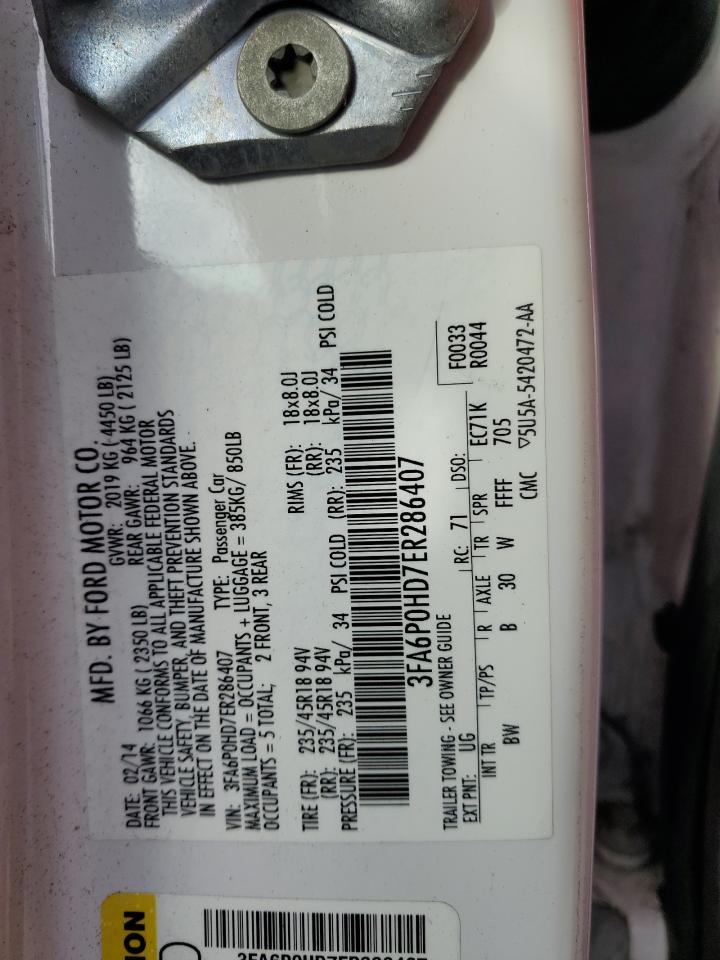 MFD. BY FORD MOTOR CO.
DATE: 02/14 GVWR: 2019 KG ( 4450 LB)
FRONT GAWR: 1066 KG ( 2350 LB) REAR GAWR: 964 KG ( 2125 LB)
THIS VEHICLE CONFORMS TO ALL APPLICABLE FEDERAL MOTOR
VEHICLE SAFETY, BUMPER, AND THEFT PREVENTION STANDARDS
IN EFFECT ON THE DATE OF MANUFACTURE SHOWN ABOVE.
VIN: 3FA6P0HD7ER286407 TYPE: Passenger Car
MAXIMUM LOAD = OCCUPANTS + LUGGAGE = 385KG/ 850LB
OCCUPANTS = 5 TOTAL; 2 FRONT, 3 REAR
TIRE (FR): 235/45R18 94V RIMS (FR): 18x8.0J
(RR): 235/45R18 94V (RR): 18x8.0J
PRESSURE (FR): 235 kPa/ 34 PSI COLD (RR): 235 kPa/ 34 PSI COLD
3FA6P0HD7ER286407
TRAILER TOWING - SEE OWNER GUIDE F0033
EXT PNT: UG RC: 71 DSO: EC71K R0044
INT TR TP/PS R AXLE TR SPR 705
BW B 30 W FFFF
CMC ▽5U5A-5420472-AA